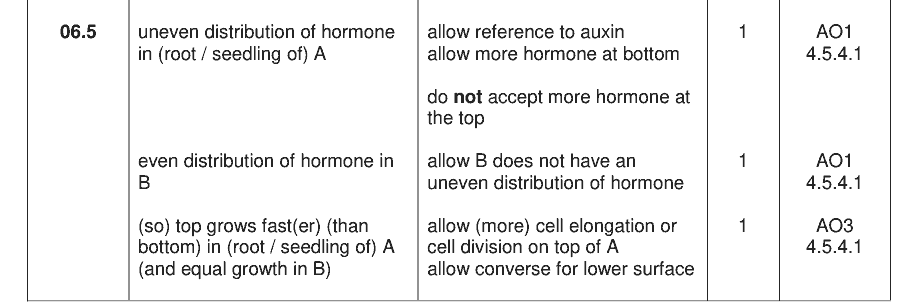 06.5
uneven distribution of hormone
in (root / seedling of) A
allow reference to auxin
allow more hormone at bottom
do not accept more hormone at
the top
1
AO1
4.5.4.1
even distribution of hormone in
B
allow B does not have an
uneven distribution of hormone
1
AO1
4.5.4.1
(so) top grows fast(er) (than
bottom) in (root / seedling of) A
(and equal growth in B)
allow (more) cell elongation or
cell division on top of A
allow converse for lower surface
1
AO3
4.5.4.1